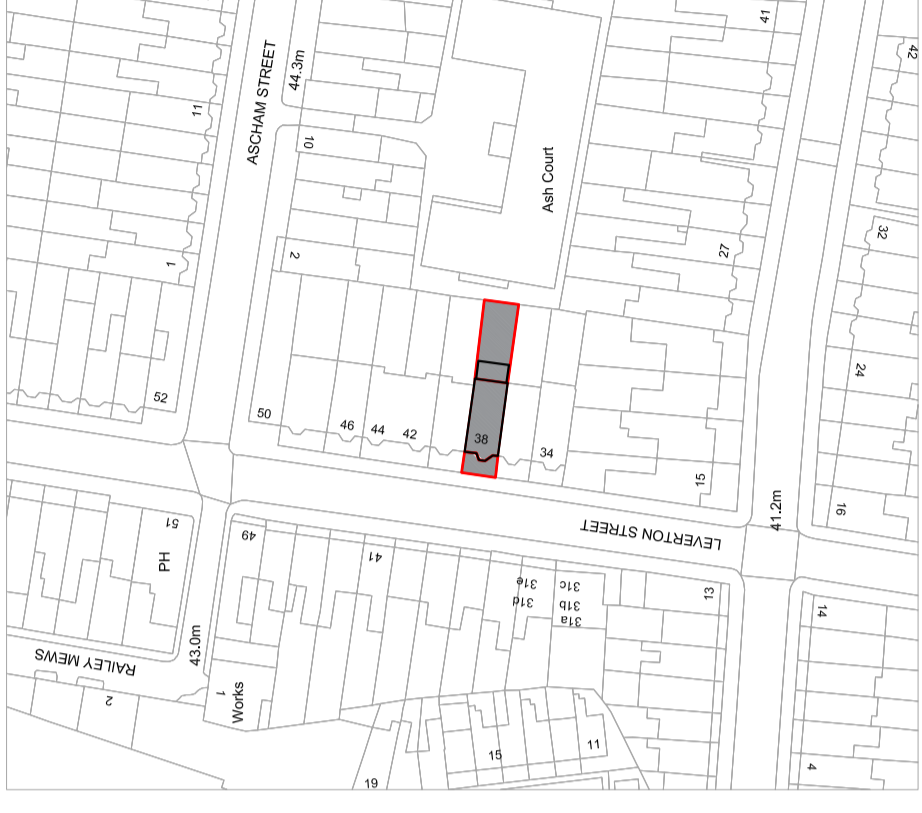 41
42
44.3m
ASCHAM STREET
11
10
Ash Court
32
27
2
1
24
52
50
46
44
42
38
34
15
16
41.2m
LEVERTON STREET
51
49
PH
41
31e
31c
31d
31b
31a
13
14
43.0m
RAILEY MEWS
2
1
Works
15
11
19
4